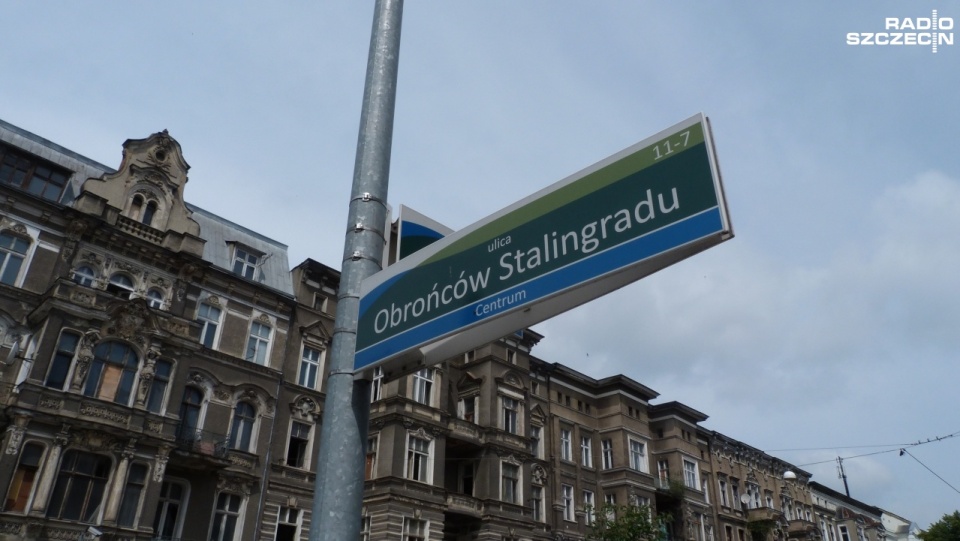 RADIO
SZCZECIN
11-7
ulica
Obrońców Stalingradu
Centrum